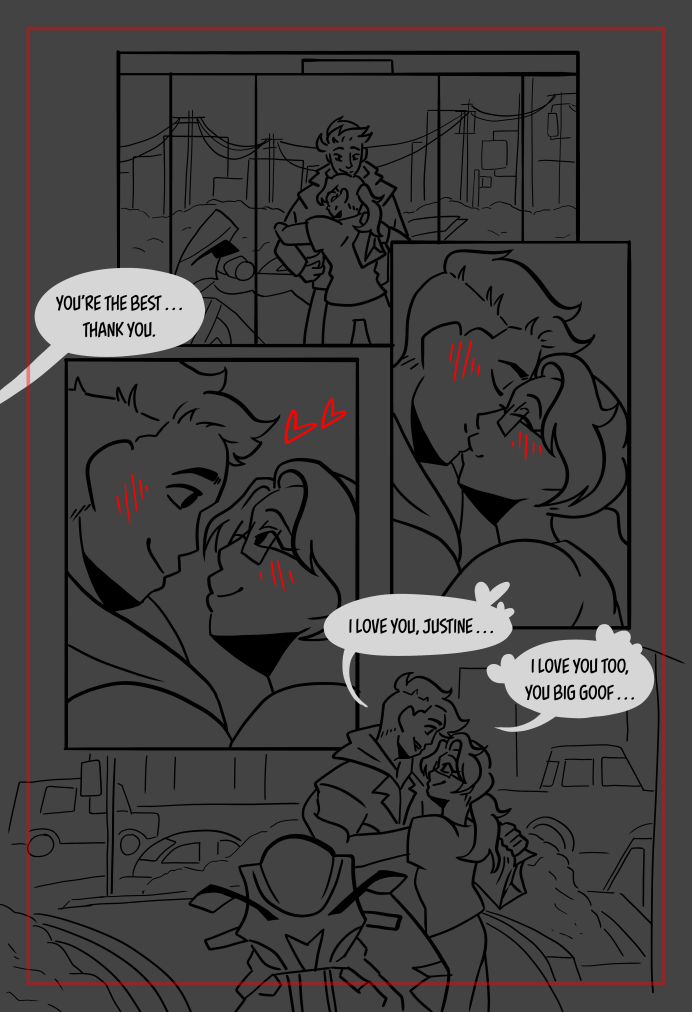 YOU'RE THE BEST . . .
THANK YOU.
I LOVE YOU, JUSTINE . . .
I LOVE YOU TOO,
YOU BIG GOOF . . .